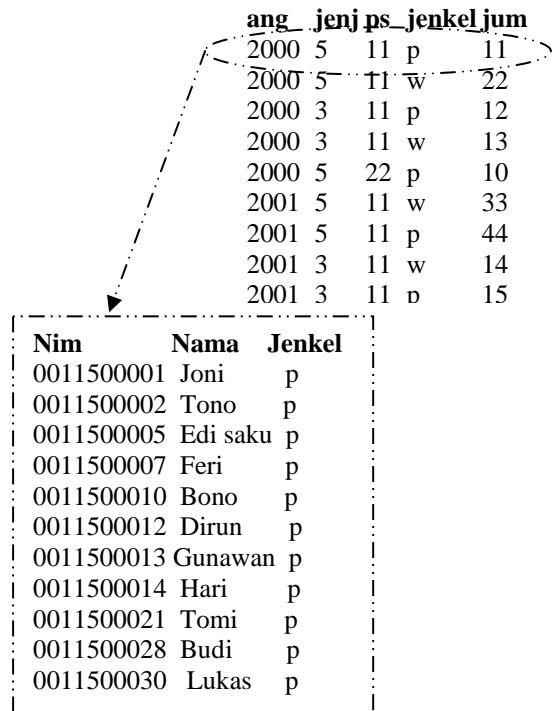 ang jenj ps jenkel jum
2000 5 11 p 11
2000 5 11 w 22
2000 3 11 p 12
2000 3 11 w 13
2000 5 22 p 10
2001 5 11 w 33
2001 5 11 p 44
2001 3 11 w 14
2001 3 11 p 15
Nim Nama Jenkel
0011500001 Joni p
0011500002 Tono p
0011500005 Edi saku p
0011500007 Feri p
0011500010 Bono p
0011500012 Dirun p
0011500013 Gunawan p
0011500014 Hari p
0011500021 Tomi p
0011500028 Budi p
0011500030 Lukas p